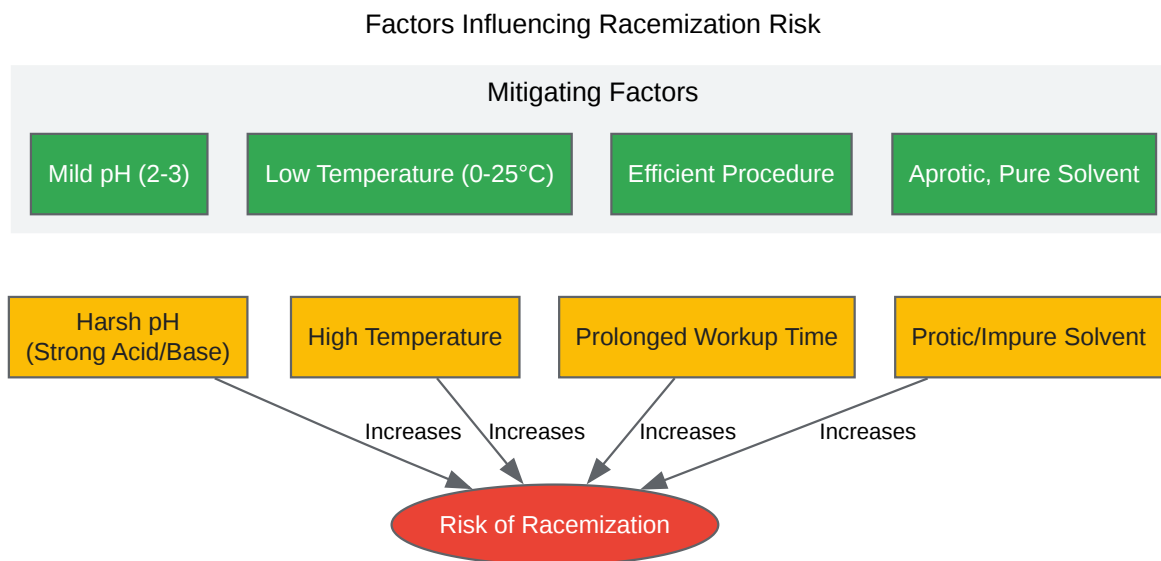 Factors Influencing Racemization Risk
Mitigating Factors
Mild pH (2-3)
Low Temperature (0-25°C)
Efficient Procedure
Aprotic, Pure Solvent
Harsh pH
(Strong Acid/Base)
High Temperature
Prolonged Workup Time
Protic/Impure Solvent
Increases
Increases
Increases
Increases
Risk of Racemization